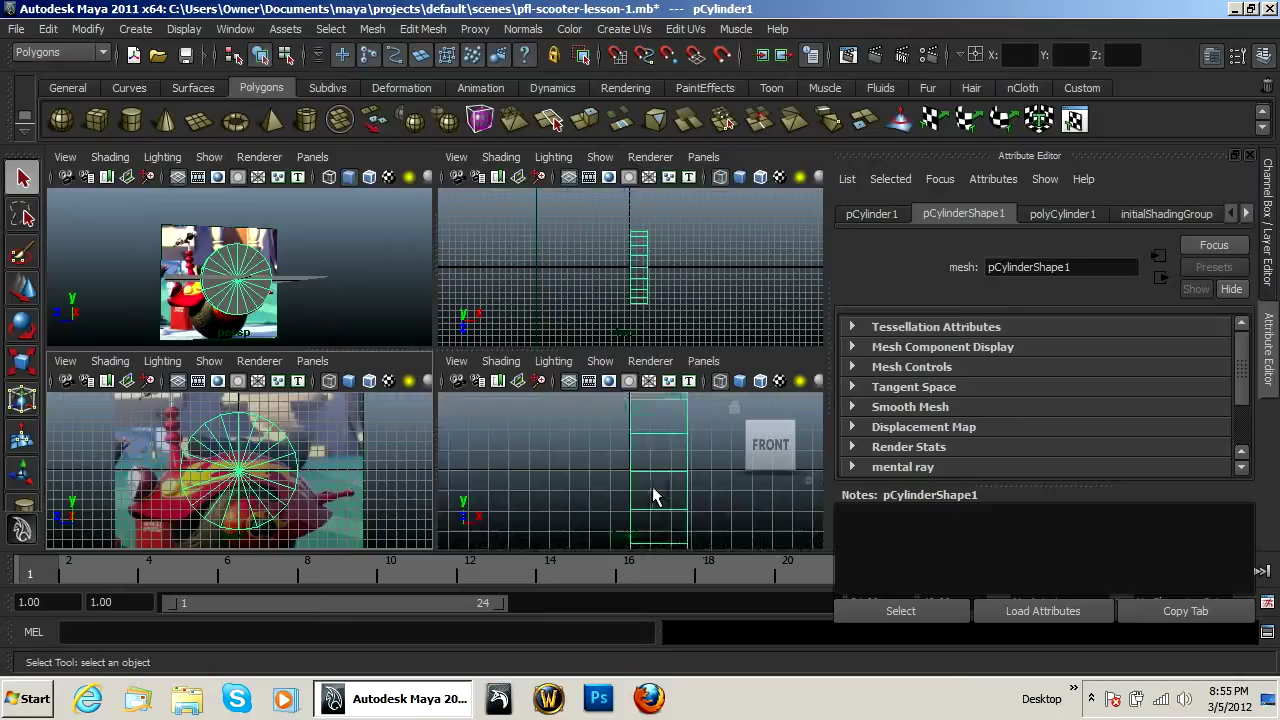 Autodesk Maya 2011 x64: C:\Users\Owner\Documents\maya\projects\default\scenes\pfl-scooter-lesson-1.mb* --- pCylinder1
File Edit Modify Create Display Window Assets Select Mesh Edit Mesh Proxy Normals Color Create UVs Edit UVs Muscle Help
Polygons X: Y: Z:
General Curves Surfaces Polygons Subdivs Deformation Animation Dynamics Rendering PaintEffects Toon Muscle Fluids Fur Hair nCloth Custom
View Shading Lighting Show Renderer Panels
View Shading Lighting Show Renderer Panels
y
z x
persp
y
z x
View Shading Lighting Show Renderer Panels
View Shading Lighting Show Renderer Panels
FRONT
y
x
y
x
Attribute Editor
List Selected Focus Attributes Show Help
pCylinder1 pCylinderShape1 polyCylinder1 initialShadingGroup
mesh: pCylinderShape1
Focus
Presets
Show Hide
Tessellation Attributes
Mesh Component Display
Mesh Controls
Tangent Space
Smooth Mesh
Displacement Map
Render Stats
mental ray
Notes: pCylinderShape1
Select Load Attributes Copy Tab
Channel Box / Layer Editor
Attribute Editor
2 4 6 8 10 12 14 16 18 20
1
1.00 1.00 1 24
MEL
Select Tool: select an object
Start Autodesk Maya 20... Desktop 8:55 PM
3/5/2012